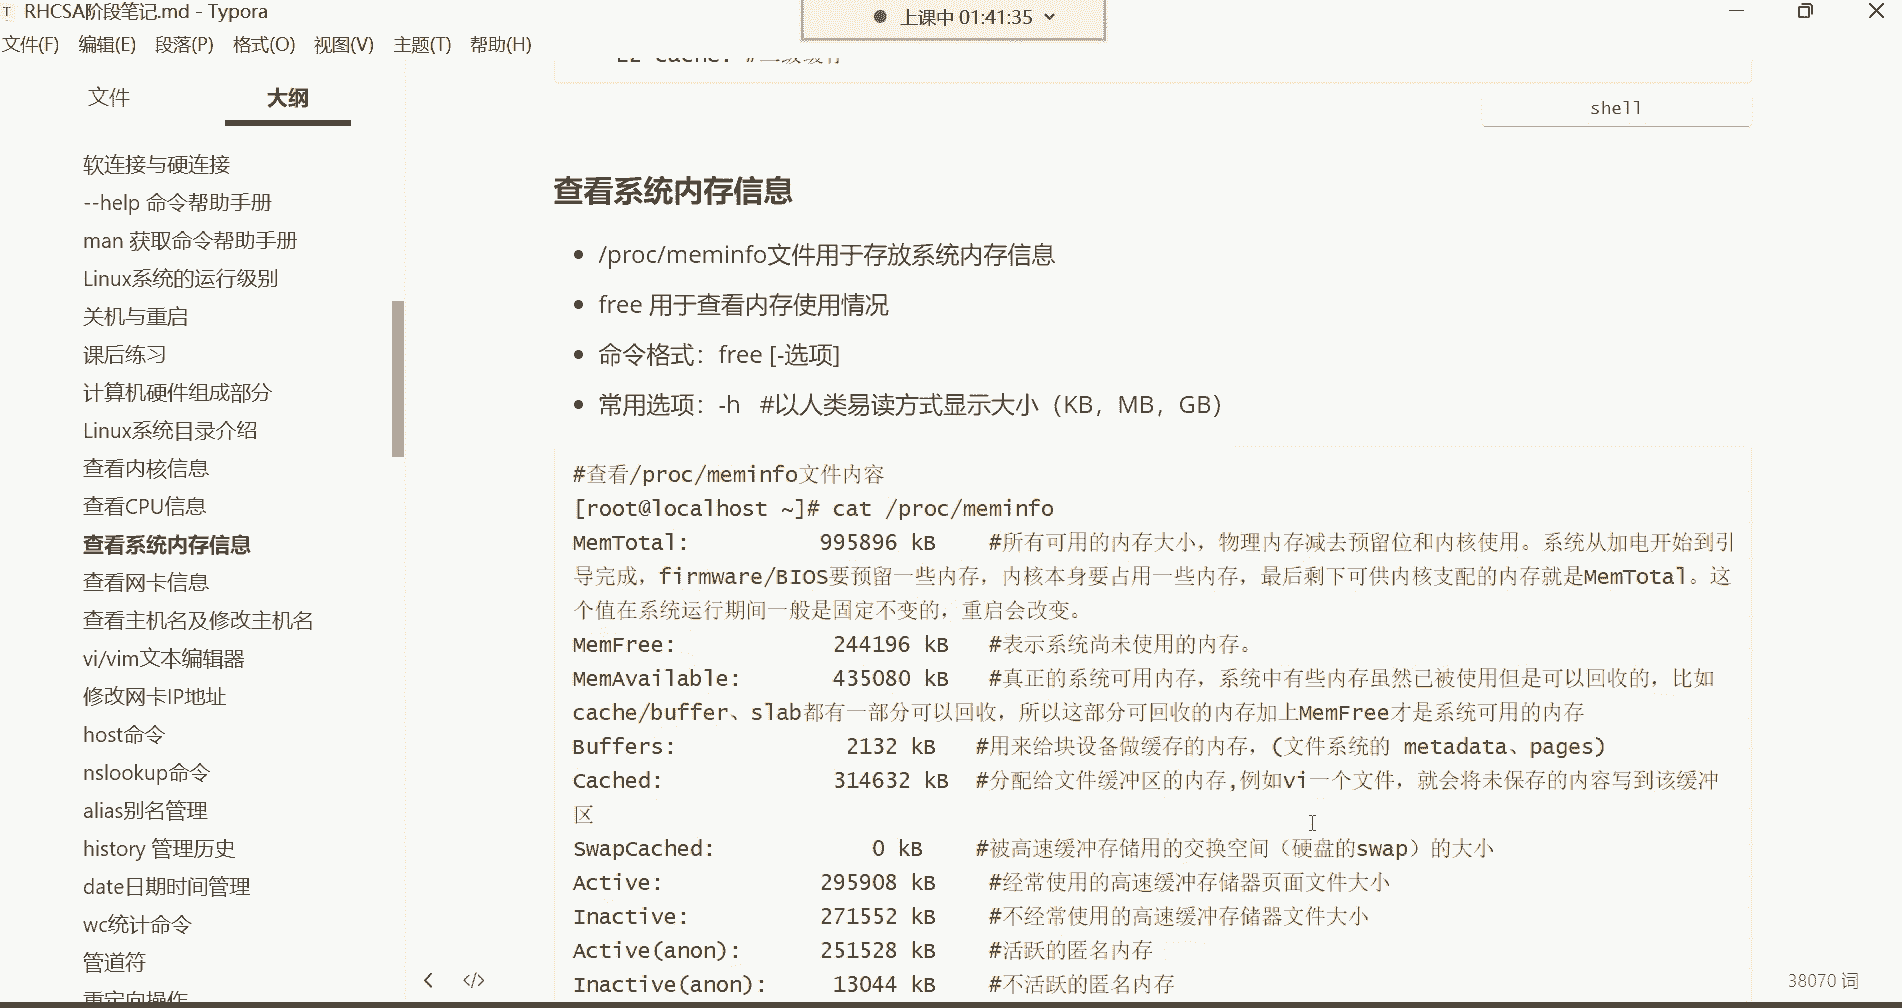 RHCSA阶段笔记.md - Typora
上课中 01:41:35
文件(F) 编辑(E) 段落(P) 格式(O) 视图(V) 主题(T) 帮助(H)
文件 大纲
软连接与硬连接
--help 命令帮助手册
man 获取命令帮助手册
Linux系统的运行级别
关机与重启
课后练习
计算机硬件组成部分
Linux系统目录介绍
查看内核信息
查看CPU信息
查看系统内存信息
查看网卡信息
查看主机名及修改主机名
vi/vim文本编辑器
修改网卡IP地址
host命令
nslookup命令
alias别名管理
history 管理历史
date日期时间管理
wc统计命令
管道符
重定向操作
shell
查看系统内存信息
/proc/meminfo文件用于存放系统内存信息
free 用于查看内存使用情况
命令格式：free [-选项]
常用选项：-h #以人类易读方式显示大小（KB，MB，GB）
#查看/proc/meminfo文件内容
[root@localhost ~]# cat /proc/meminfo
MemTotal: 995896 kB #所有可用的内存大小，物理内存减去预留位和内核使用。系统从加电开始到引
导完成，firmware/BIOS要预留一些内存，内核本身要占用一些内存，最后剩下可供内核支配的内存就是MemTotal。这
个值在系统运行期间一般是固定不变的，重启会改变。
MemFree: 244196 kB #表示系统尚未使用的内存。
MemAvailable: 435080 kB #真正的系统可用内存，系统中有些内存虽然已被使用但是可以回收的，比如
cache/buffer、slab都有一部分可以回收，所以这部分可回收的内存加上MemFree才是系统可用的内存
Buffers: 2132 kB #用来给块设备做缓存的内存，(文件系统的 metadata、pages)
Cached: 314632 kB #分配给文件缓冲区的内存,例如vi一个文件，就会将未保存的内容写到该缓冲
区
SwapCached: 0 kB #被高速缓冲存储用的交换空间（硬盘的swap）的大小
Active: 295908 kB #经常使用的高速缓冲存储器页面文件大小
Inactive: 271552 kB #不经常使用的高速缓冲存储器文件大小
Active(anon): 251528 kB #活跃的匿名内存
Inactive(anon): 13044 kB #不活跃的匿名内存
38070 词